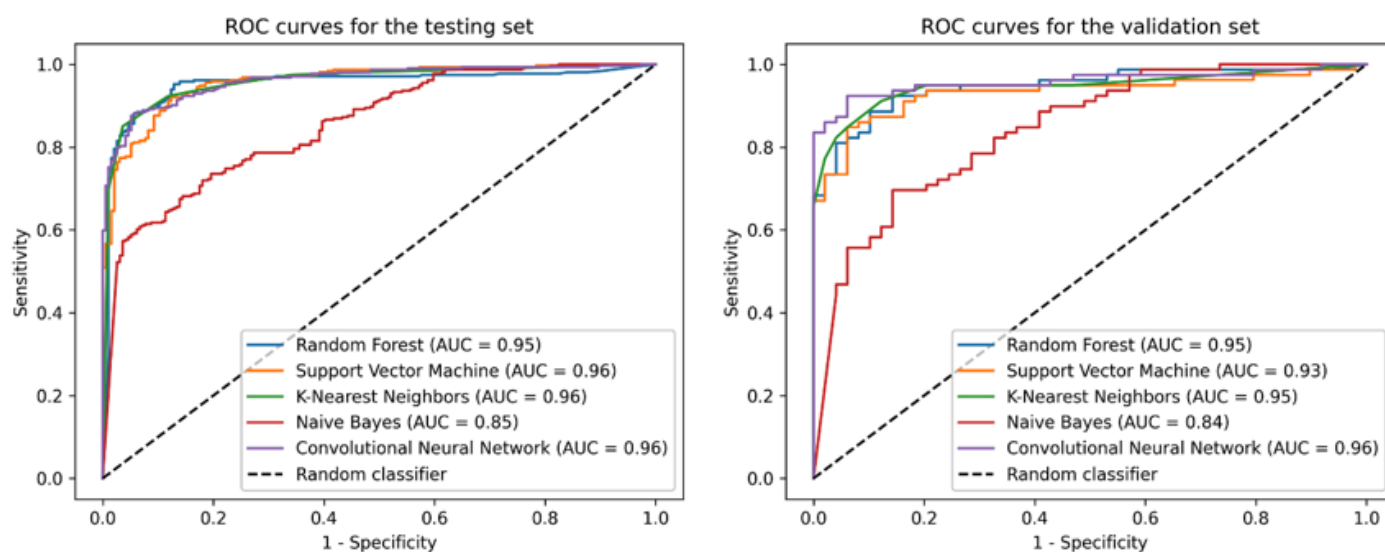 ROC curves for the testing set
1.0
0.8
0.6
0.4
0.2
0.0
Sensitivity
Random Forest (AUC = 0.95)
Support Vector Machine (AUC = 0.96)
K-Nearest Neighbors (AUC = 0.96)
Naive Bayes (AUC = 0.85)
Convolutional Neural Network (AUC = 0.96)
Random classifier
0.0 0.2 0.4 0.6 0.8 1.0
1 - Specificity
ROC curves for the validation set
1.0
0.8
0.6
0.4
0.2
0.0
Sensitivity
Random Forest (AUC = 0.95)
Support Vector Machine (AUC = 0.93)
K-Nearest Neighbors (AUC = 0.95)
Naive Bayes (AUC = 0.84)
Convolutional Neural Network (AUC = 0.96)
Random classifier
0.0 0.2 0.4 0.6 0.8 1.0
1 - Specificity